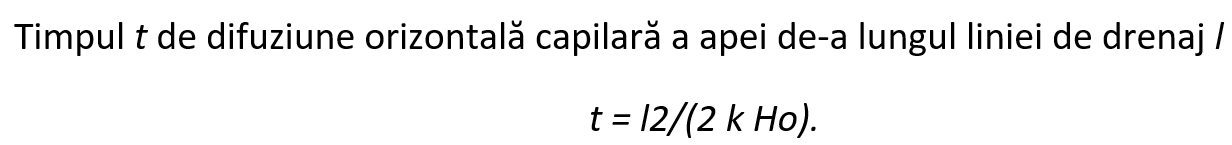 Timpul t de difuziune orizontală capilară a apei de-a lungul liniei de drenaj l
t = l2/(2 k Ho).